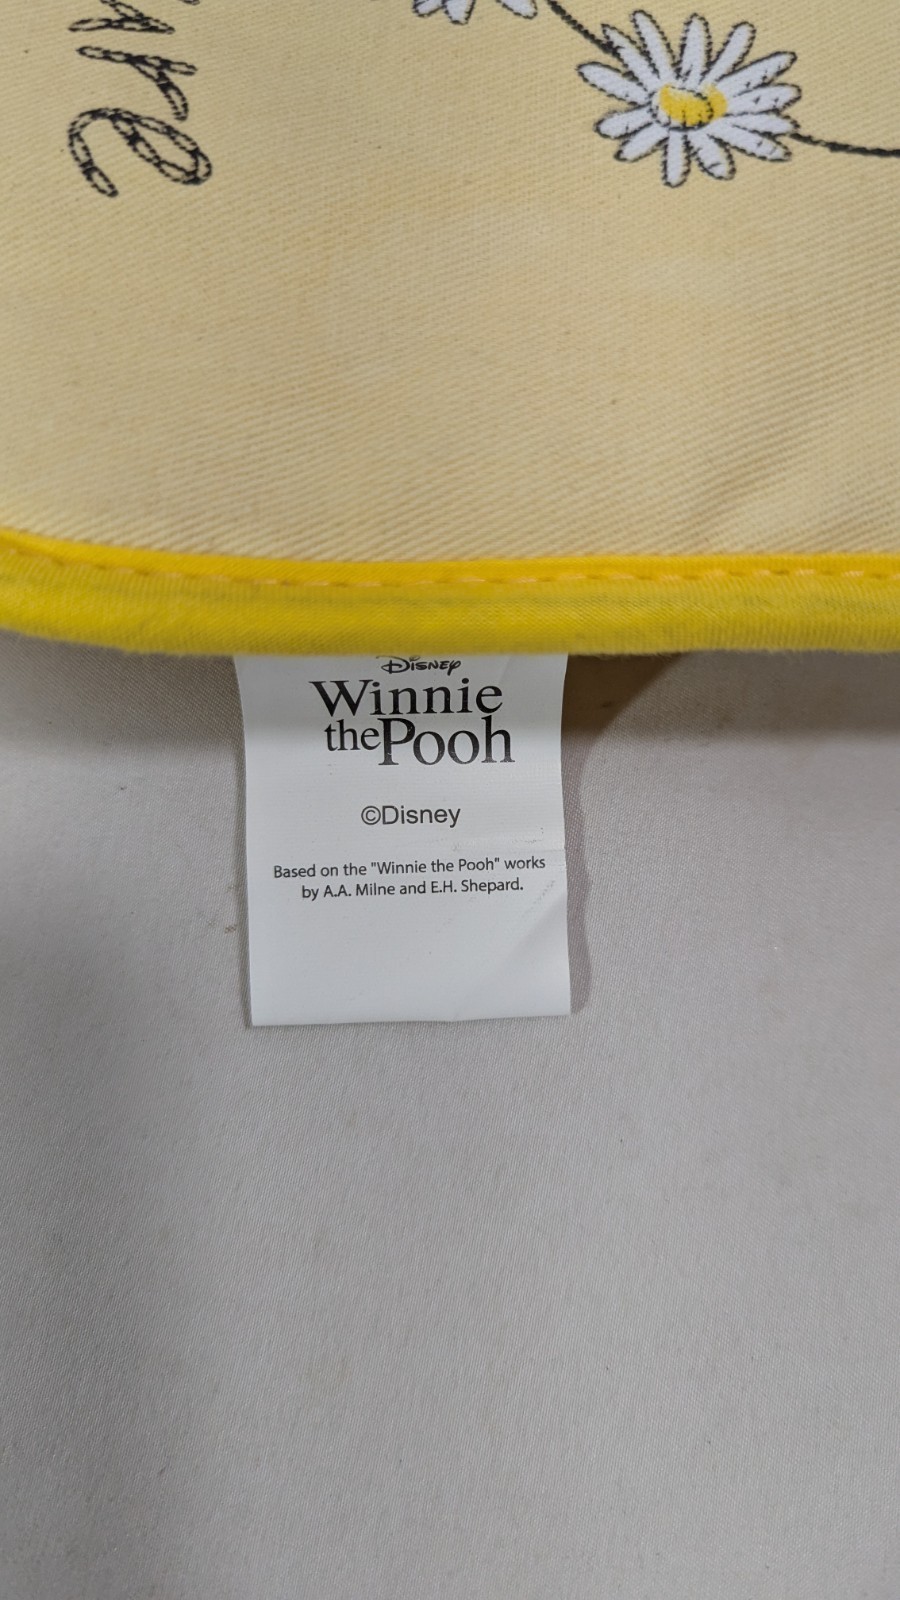 Disney
Winnie
the Pooh
©Disney
Based on the "Winnie the Pooh" works
by A.A. Milne and E.H. Shepard.